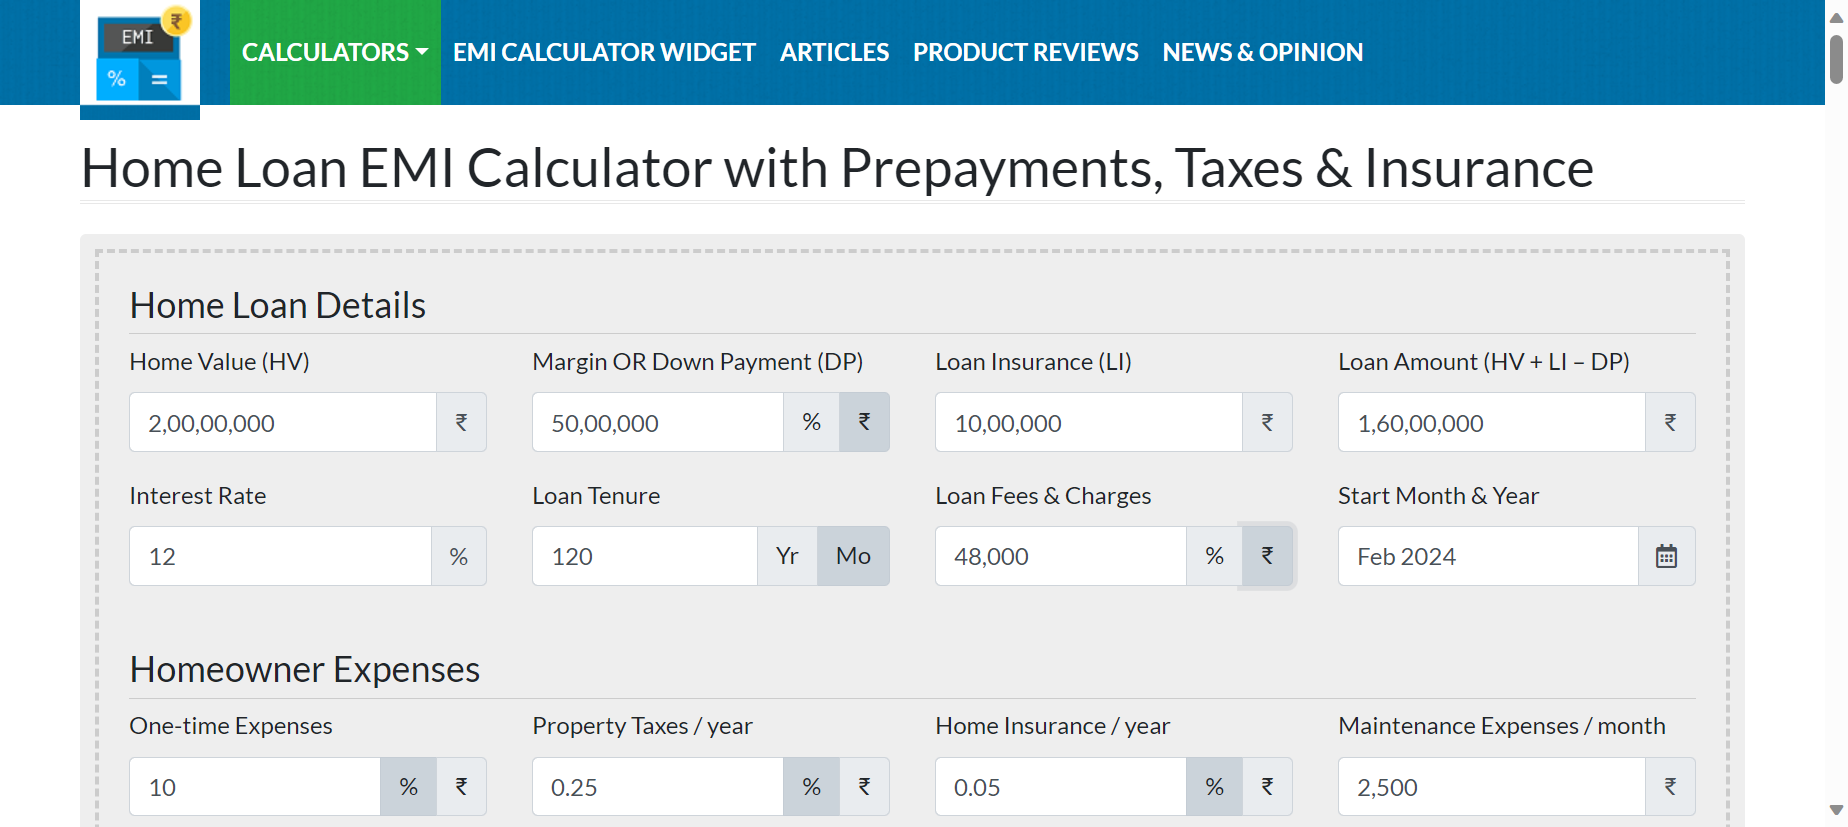 EMI
₹
% =
CALCULATORS EMI CALCULATOR WIDGET ARTICLES PRODUCT REVIEWS NEWS & OPINION
Home Loan EMI Calculator with Prepayments, Taxes & Insurance
Home Loan Details
Home Value (HV) Margin OR Down Payment (DP) Loan Insurance (LI) Loan Amount (HV + LI – DP)
2,00,00,000 ₹ 50,00,000 % ₹ 10,00,000 ₹ 1,60,00,000 ₹
Interest Rate Loan Tenure Loan Fees & Charges Start Month & Year
12 % 120 Yr Mo 48,000 % ₹ Feb 2024
Homeowner Expenses
One-time Expenses Property Taxes / year Home Insurance / year Maintenance Expenses / month
10 % ₹ 0.25 % ₹ 0.05 % ₹ 2,500 ₹